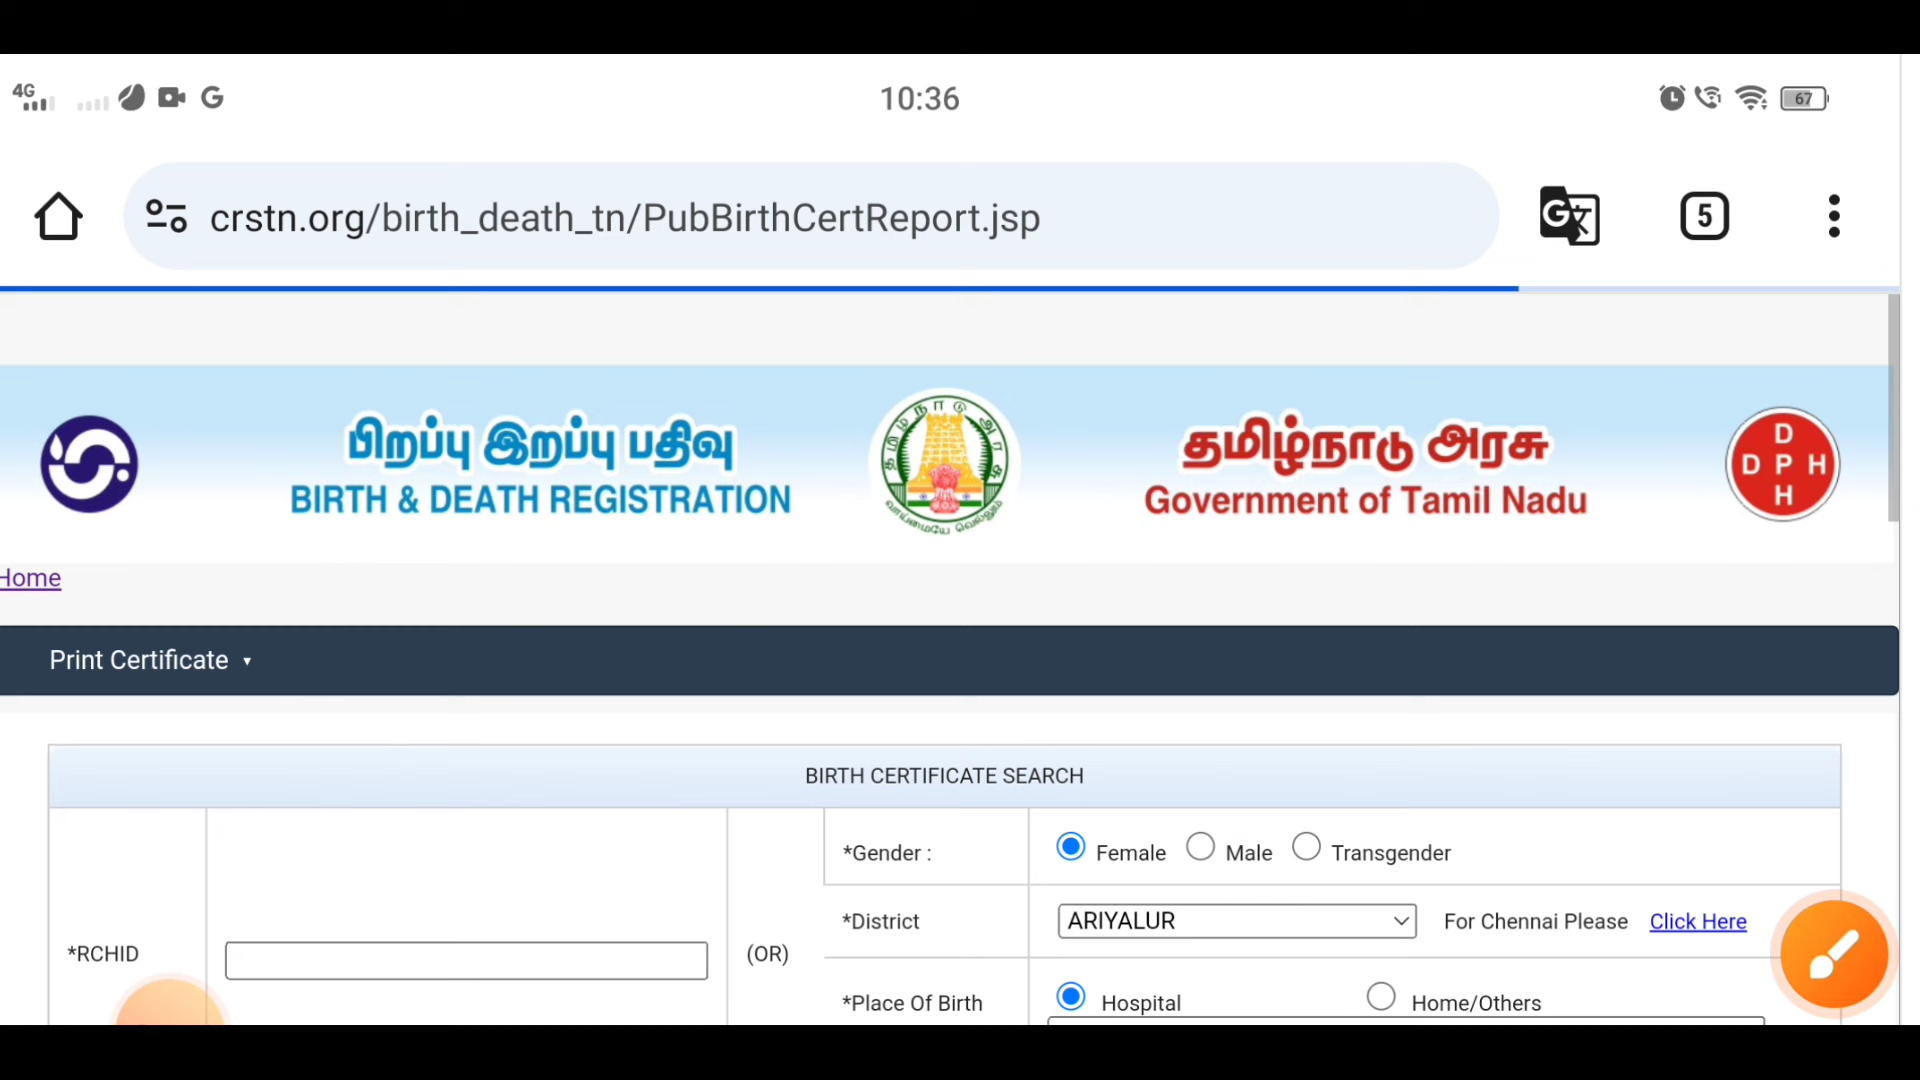 4G
10:36
67
crstn.org/birth_death_tn/PubBirthCertReport.jsp
5
பிறப்பு இறப்பு பதிவு
BIRTH & DEATH REGISTRATION
தமிழ்நாடு அரசு
வாய்மையே வெல்லும்
தமிழ்நாடு அரசு
Government of Tamil Nadu
D
D P H
H
Home
Print Certificate
BIRTH CERTIFICATE SEARCH
*RCHID
(OR)
*Gender :
Female
Male
Transgender
*District
ARIYALUR
For Chennai Please Click Here
*Place Of Birth
Hospital
Home/Others